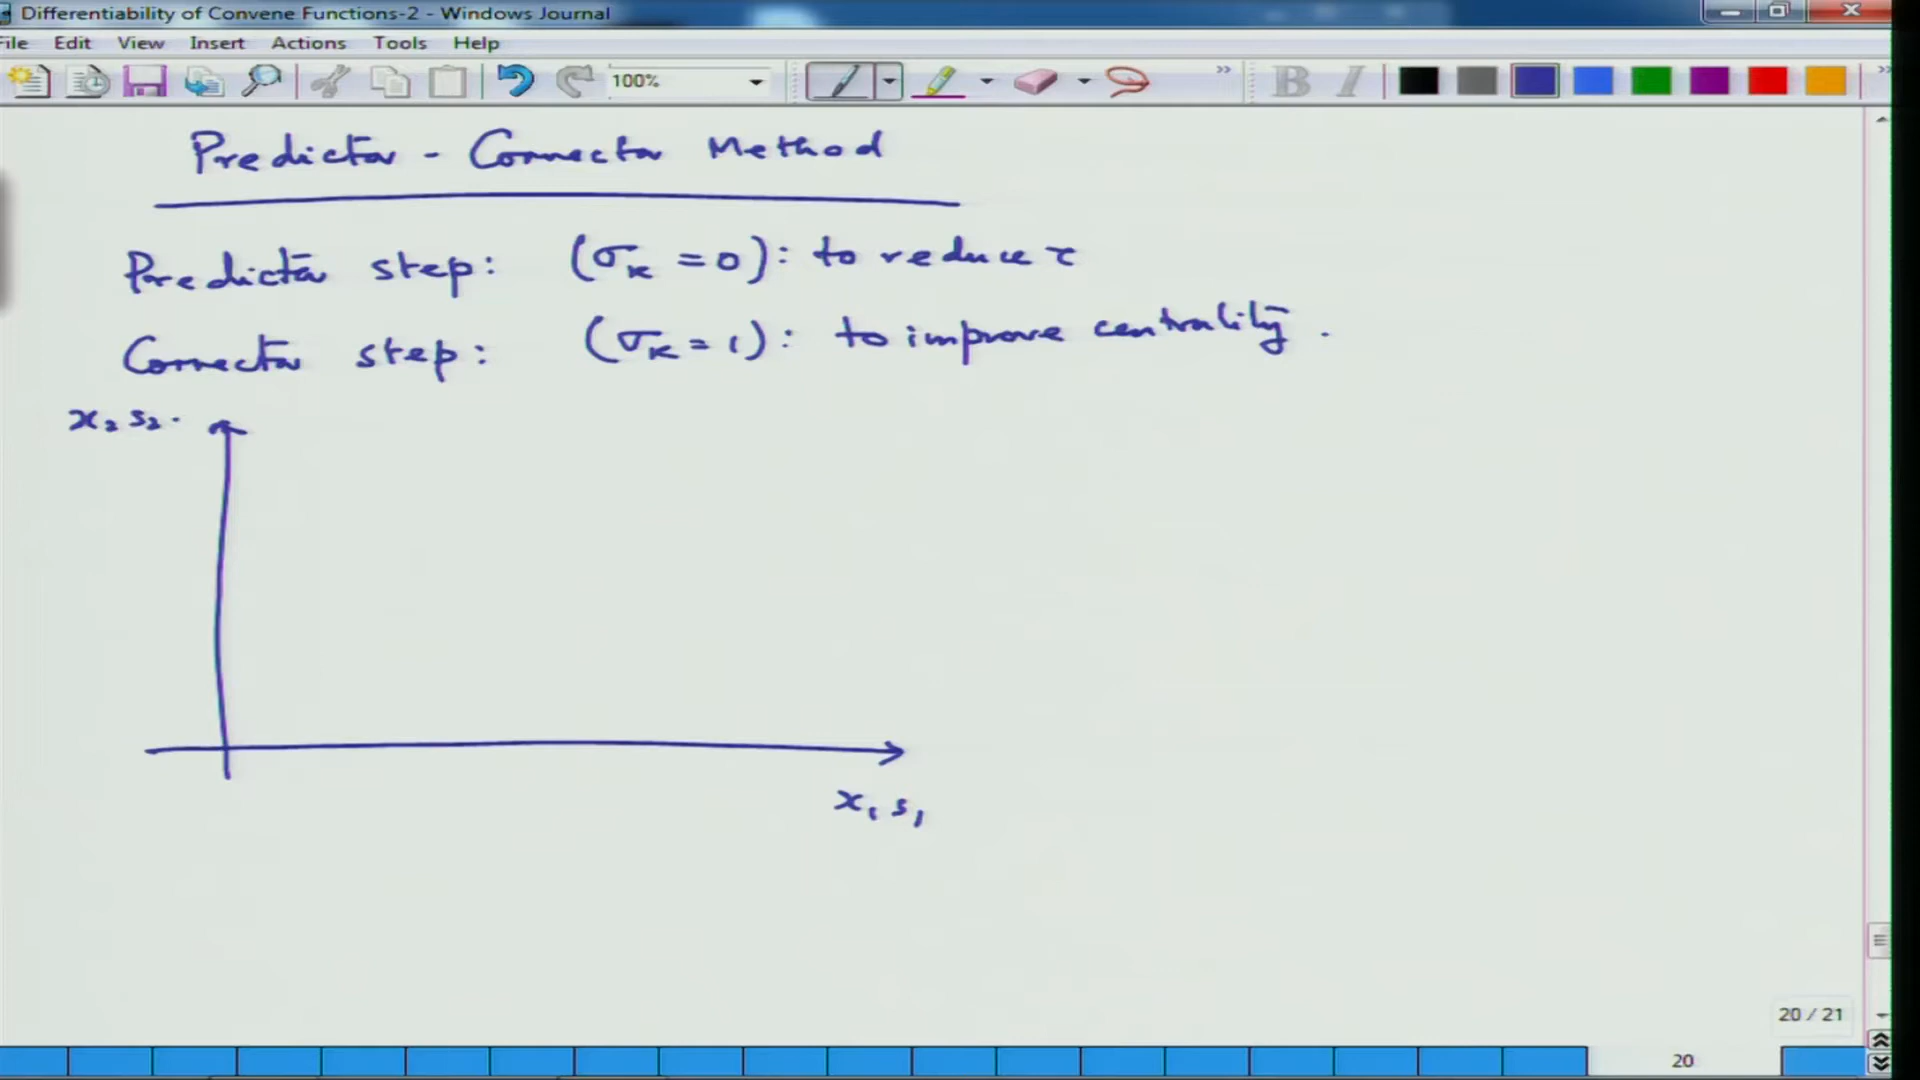 Differentiability of Convene Functions-2 - Windows Journal
File Edit View Insert Actions Tools Help
100%
B I
Predictor - Corrector Method
Predictor step: (σₖ = 0): to reduce τ
Corrector step: (σₖ = 1): to improve centrality.
x₂ s₂.
x₁ s₁
20 / 21
20